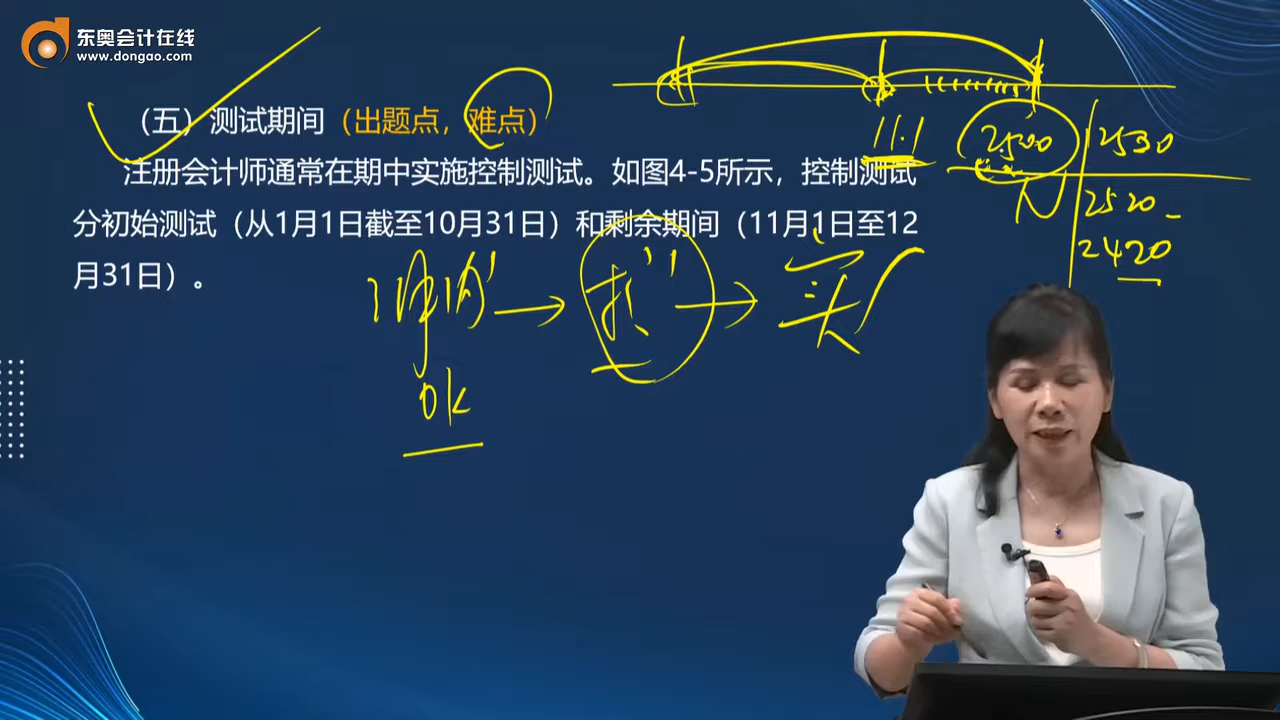 东奥会计在线
www.dongao.com
（五）测试期间（出题点，难点）
注册会计师通常在期中实施控制测试。如图4-5所示，控制测试
分初始测试（从1月1日截至10月31日）和剩余期间（11月1日至12
月31日）。
11.1
2500
2530
N
2520
2420
OK